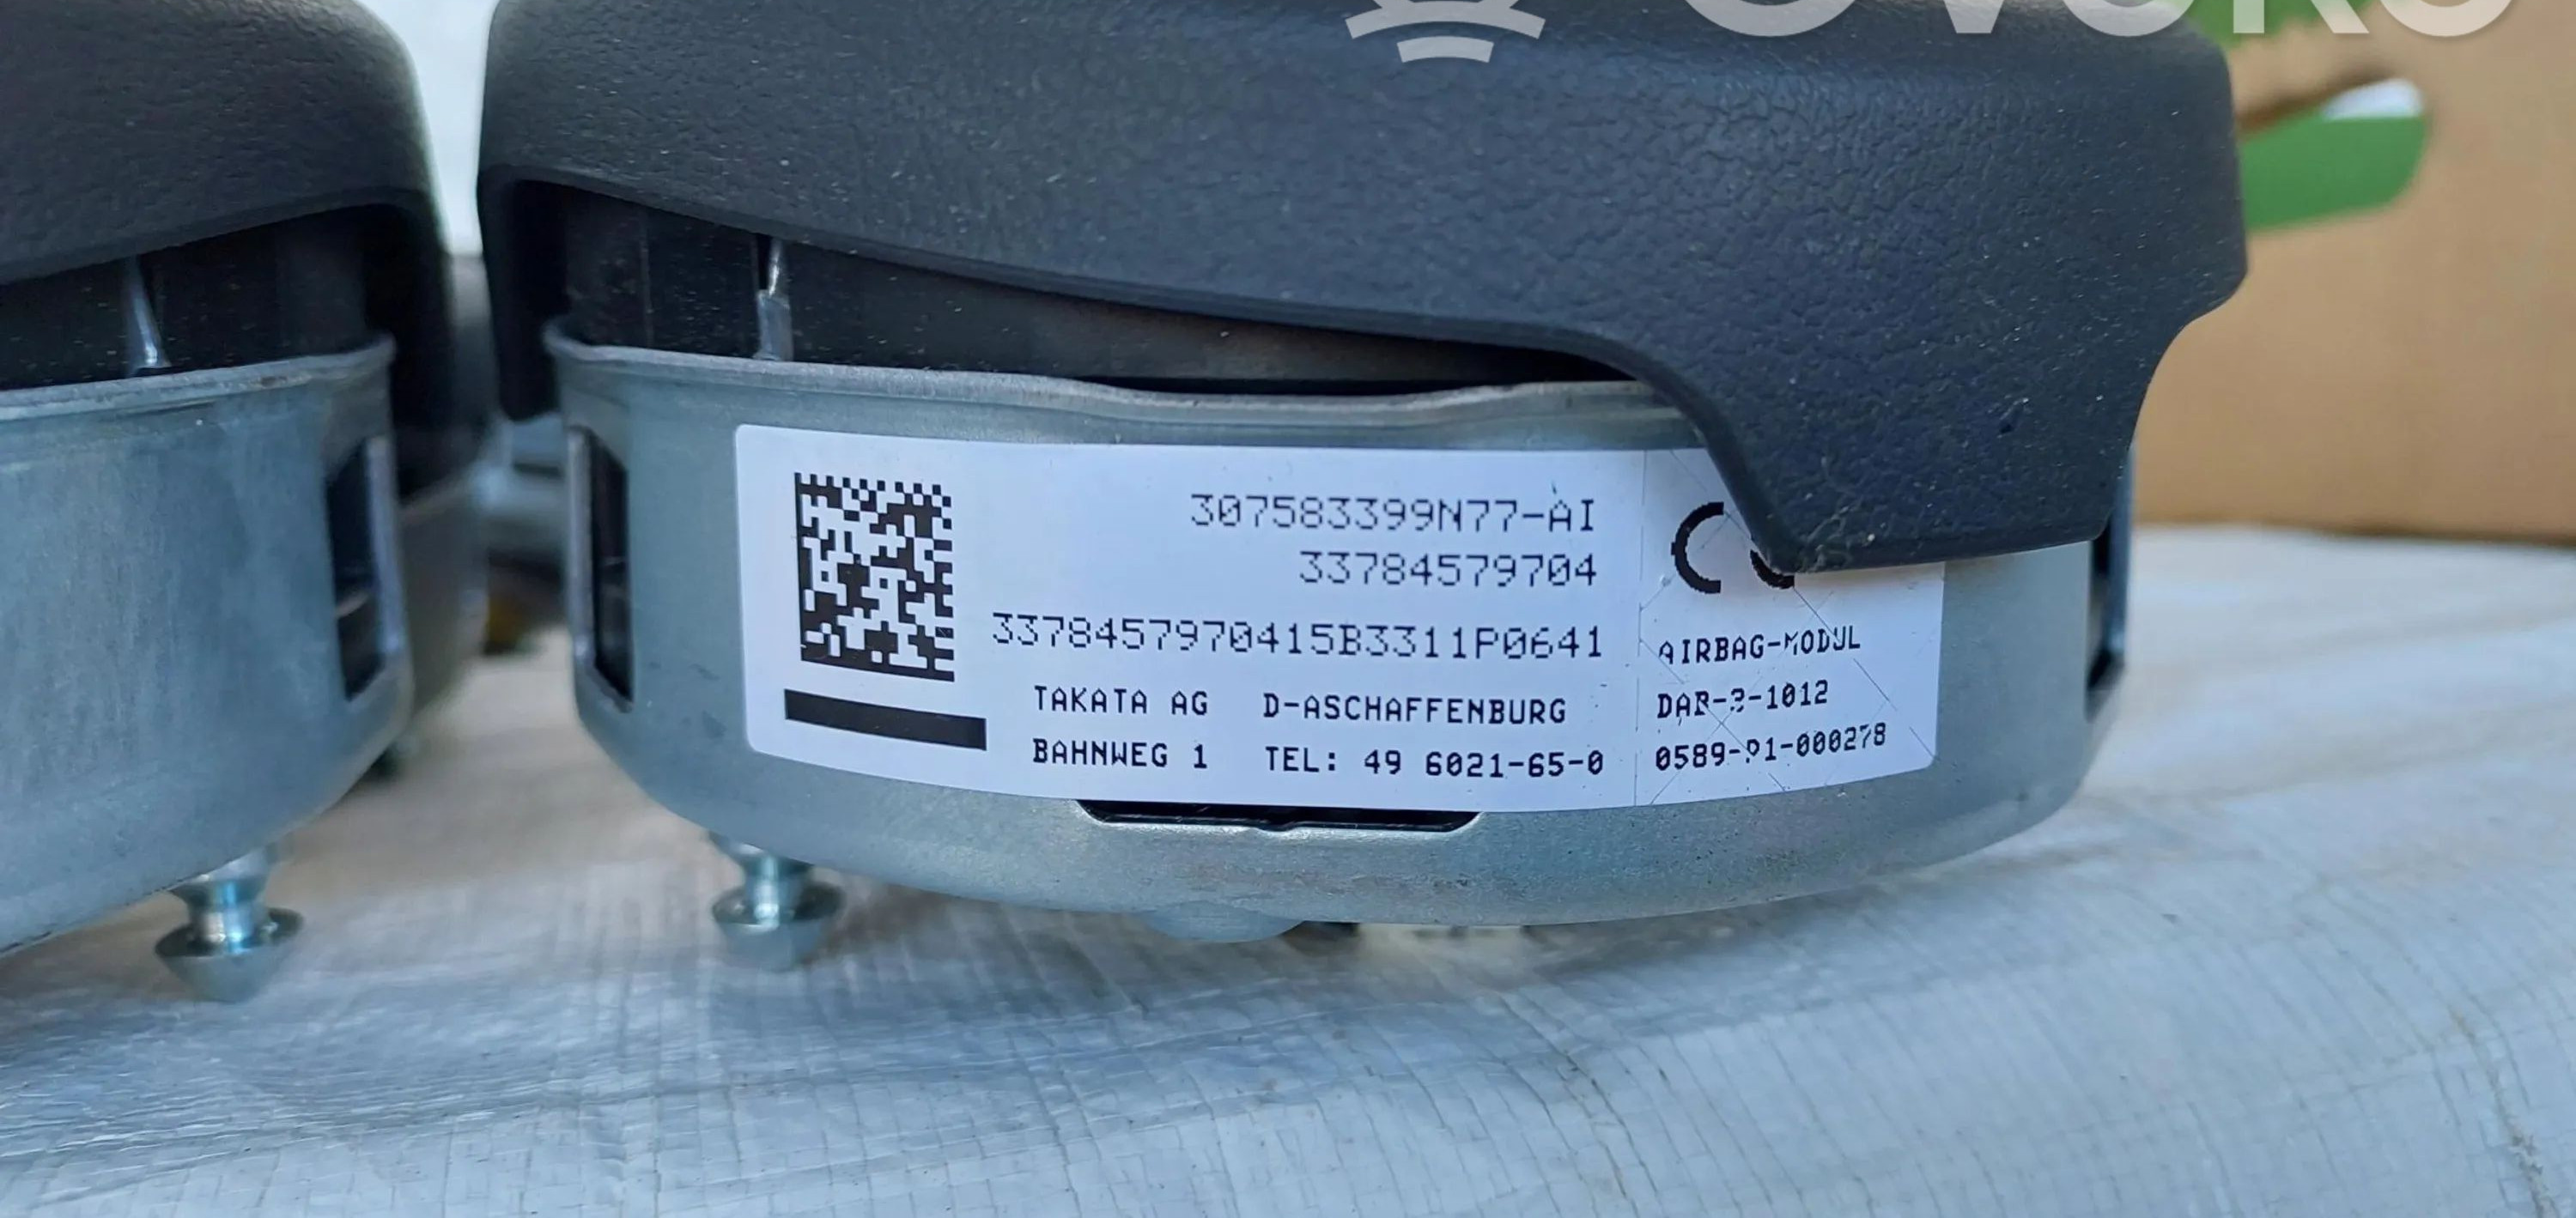 307583399N77-AI
33784579704
3378457970415B3311P0641
TAKATA AG D-ASCHAFFENBURG
BAHNWEG 1 TEL: 49 6021-65-0
AIRBAG-MODUL